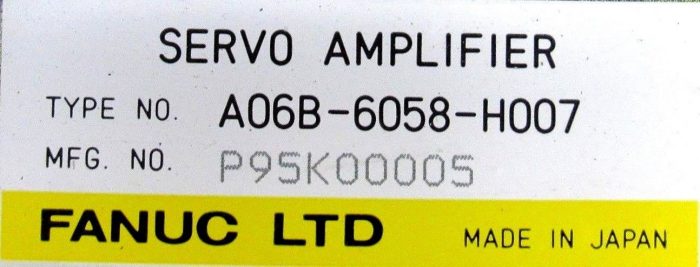 SERVO AMPLIFIER
TYPE NO. A06B-6058-H007
MFG. NO. P95K00005
FANUC LTD MADE IN JAPAN